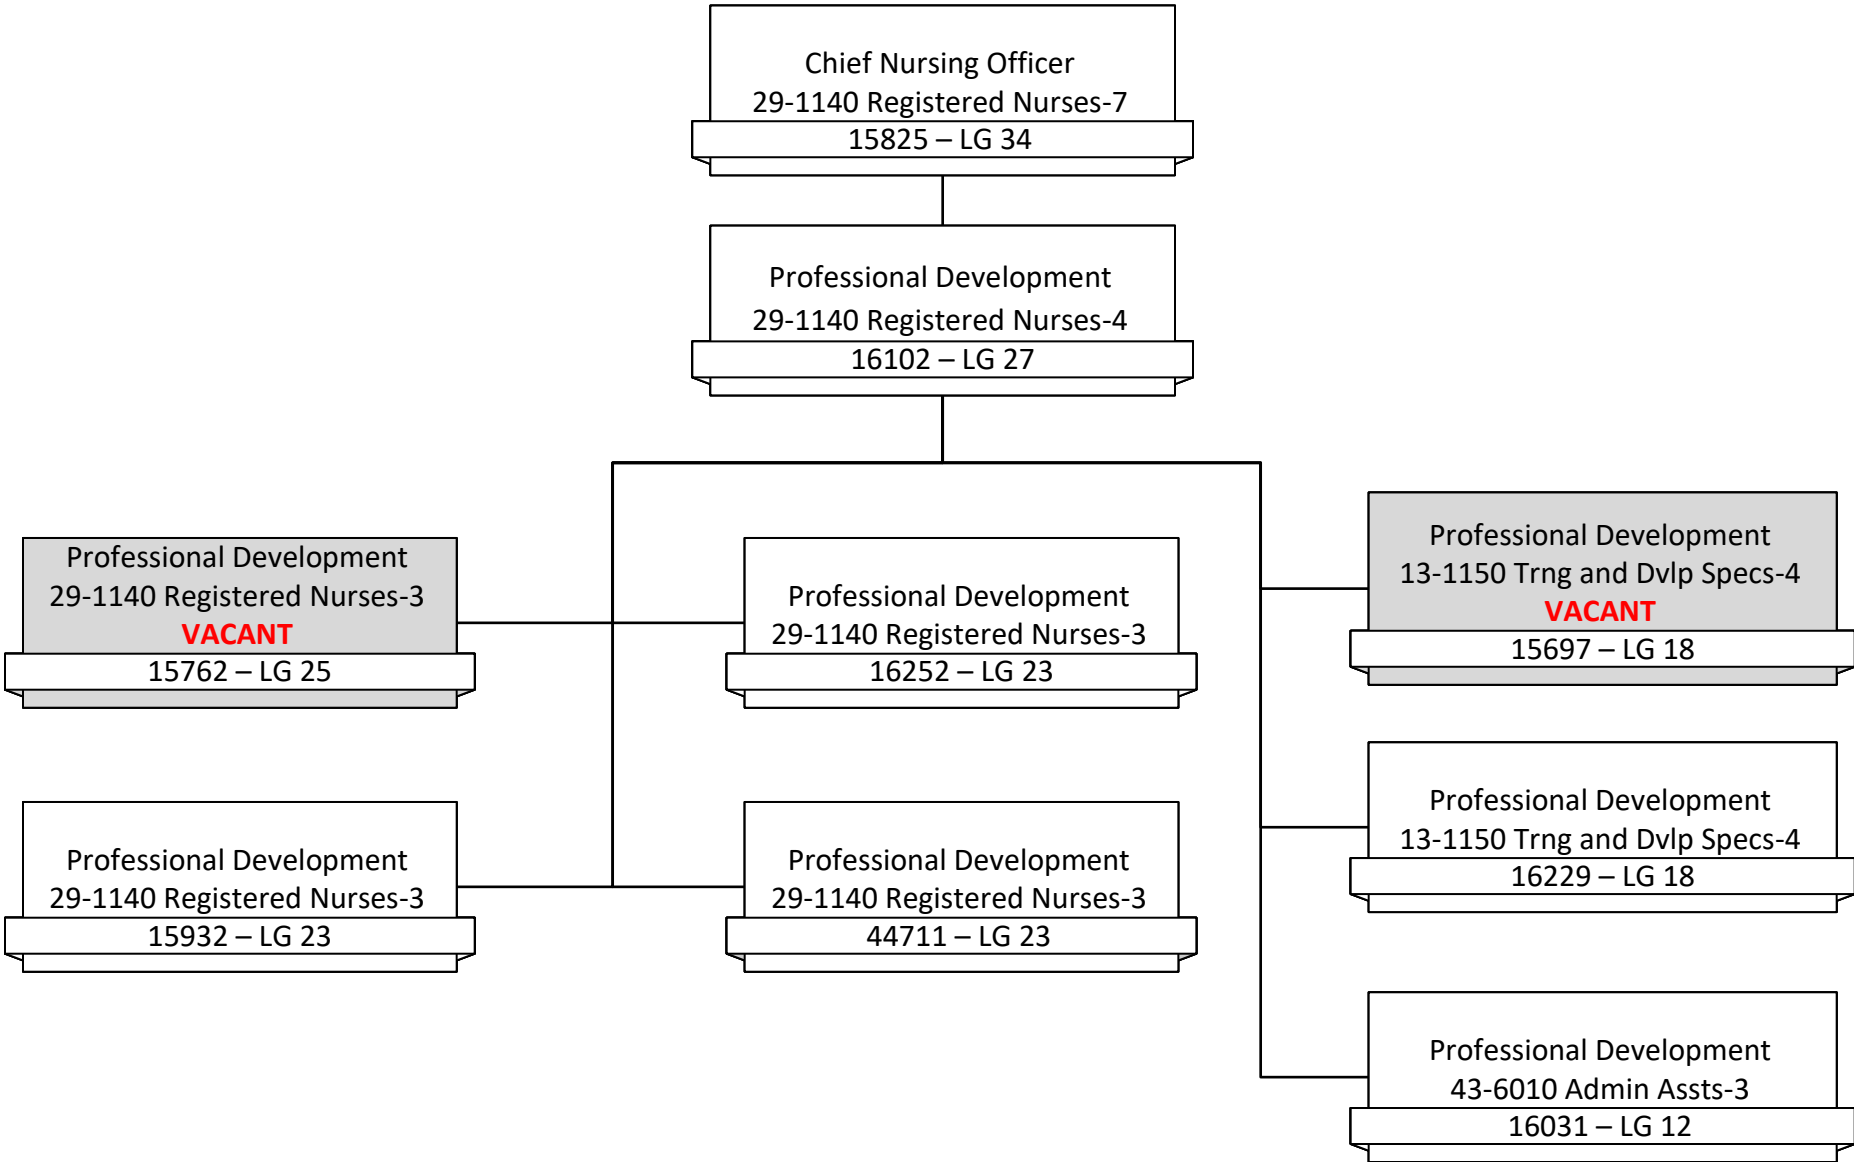 Chief Nursing Officer
29-1140 Registered Nurses-7
15825 – LG 34
Professional Development
29-1140 Registered Nurses-4
16102 – LG 27
Professional Development
29-1140 Registered Nurses-3
VACANT
15762 – LG 25
Professional Development
29-1140 Registered Nurses-3
16252 – LG 23
Professional Development
13-1150 Trng and Dvlp Specs-4
VACANT
15697 – LG 18
Professional Development
29-1140 Registered Nurses-3
15932 – LG 23
Professional Development
29-1140 Registered Nurses-3
44711 – LG 23
Professional Development
13-1150 Trng and Dvlp Specs-4
16229 – LG 18
Professional Development
43-6010 Admin Assts-3
16031 – LG 12